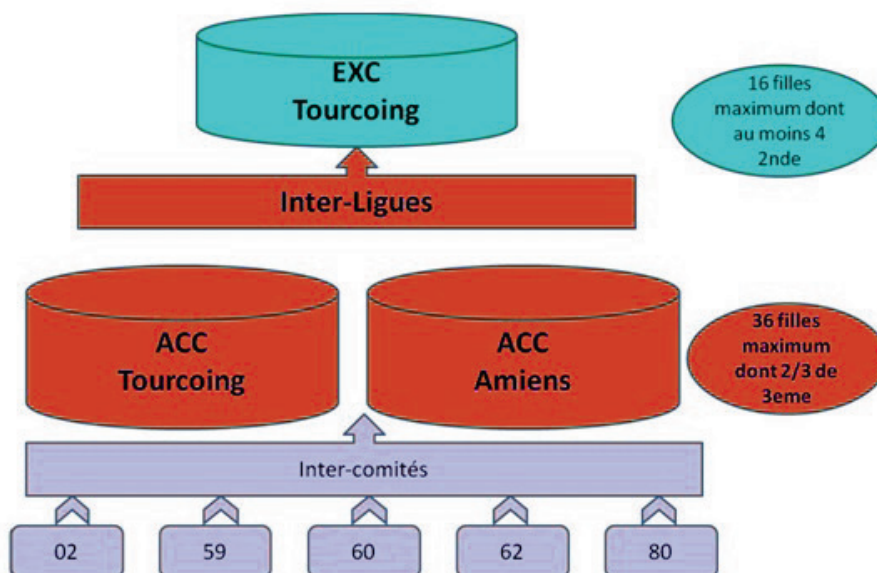 EXC
Tourcoing
16 filles
maximum dont
au moins 4
2nde
Inter-Ligues
ACC
Tourcoing
ACC
Amiens
36 filles
maximum
dont 2/3 de
3eme
Inter-comités
02
59
60
62
80